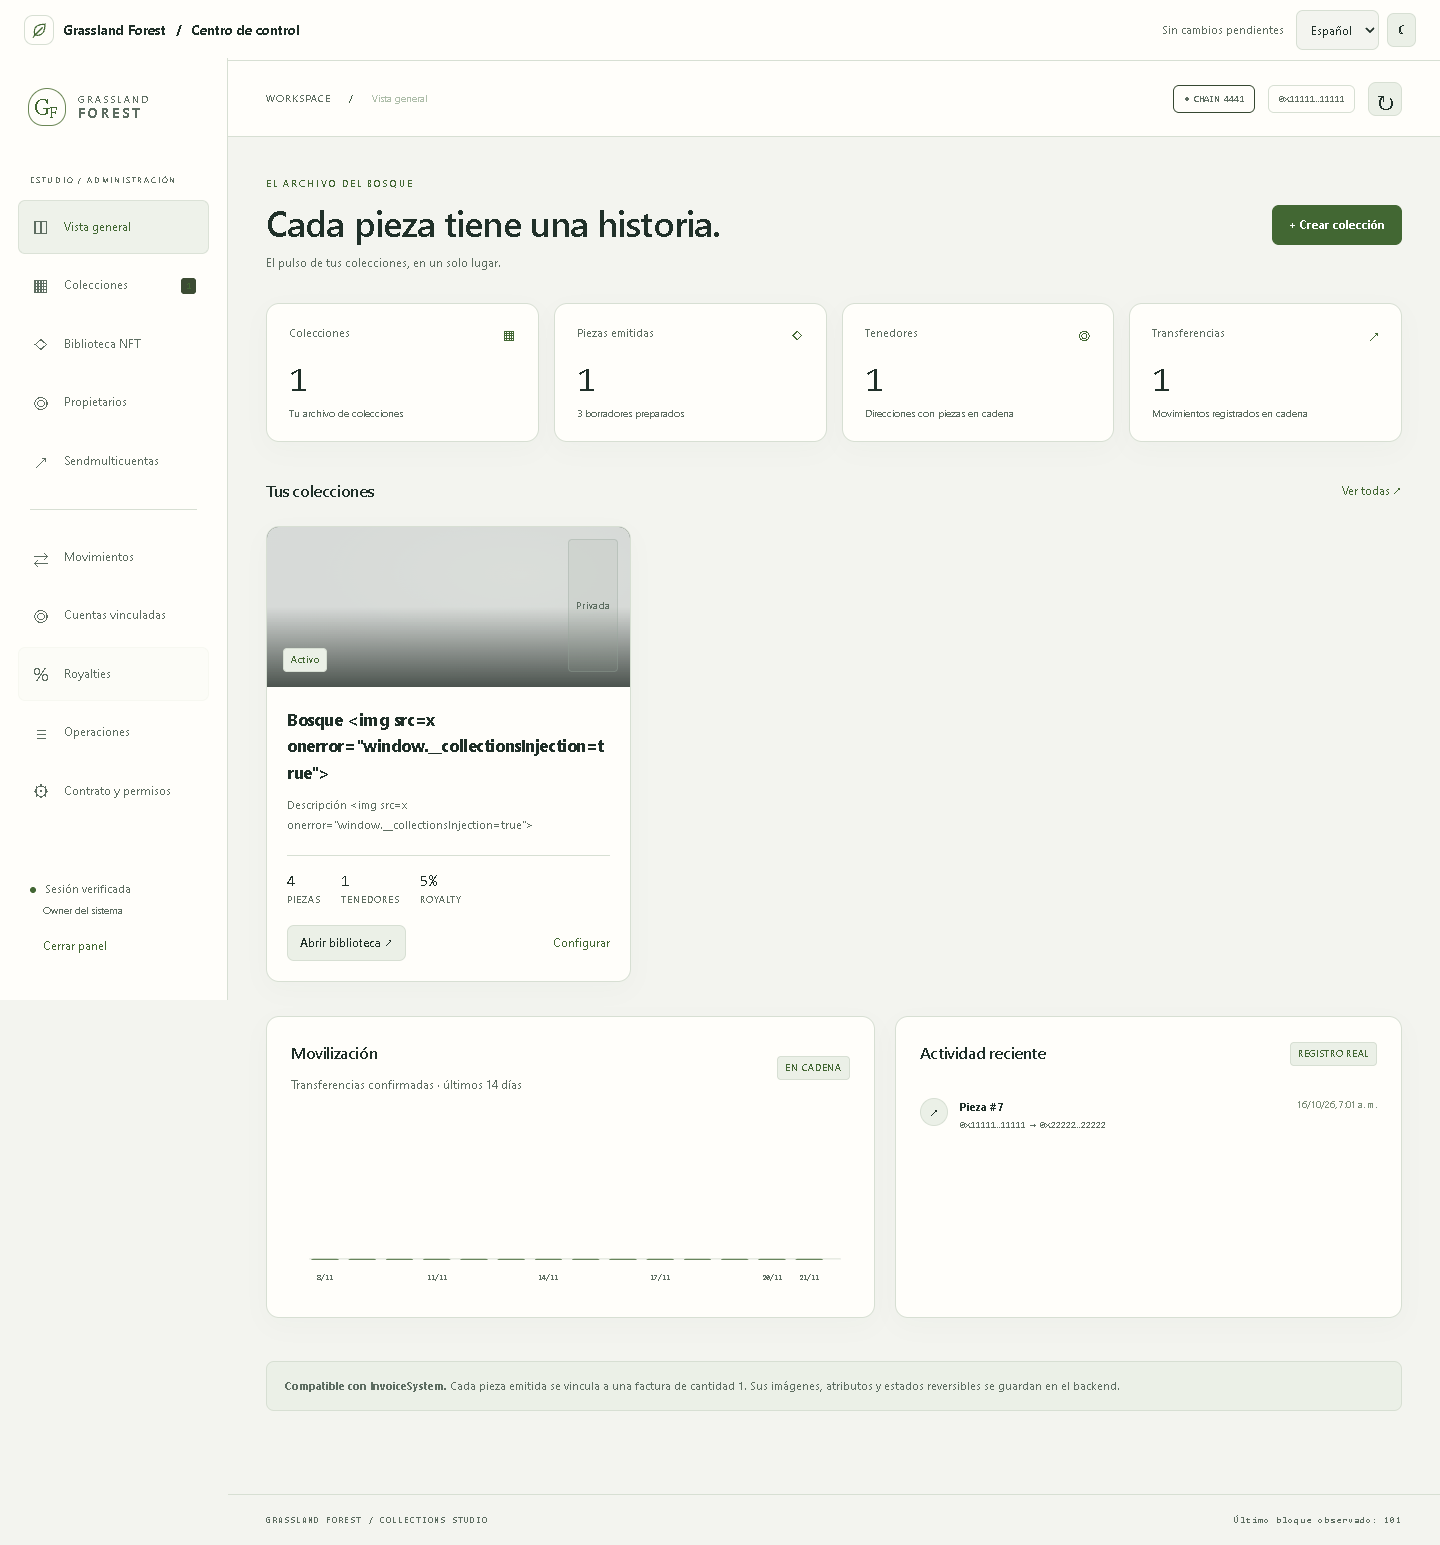 Grassland Forest / Centro de control
Sin cambios pendientes
Español
GF
GRASSLAND
FOREST
WORKSPACE / Vista general
• CHAIN 4441
0x11111…11111
ESTUDIO / ADMINISTRACIÓN
Vista general
Colecciones
Biblioteca NFT
Propietarios
Sendmulticuentas
Movimientos
Cuentas vinculadas
% Royalties
Operaciones
Contrato y permisos
Sesión verificada
Owner del sistema
Cerrar panel
EL ARCHIVO DEL BOSQUE
Cada pieza tiene una historia.
El pulso de tus colecciones, en un solo lugar.
+ Crear colección
Colecciones
1
Tu archivo de colecciones
Piezas emitidas
1
3 borradores preparados
Tenedores
1
Direcciones con piezas en cadena
Transferencias
1
Movimientos registrados en cadena
Tus colecciones
Ver todas ↗
Privada
Activo
Bosque <img src=x
onerror="window.__collectionsInjection=t
rue">
Descripción <img src=x
onerror="window.__collectionsInjection=true">
4 1 5%
PIEZAS TENEDORES ROYALTY
Abrir biblioteca ↗
Configurar
Movilización
Transferencias confirmadas · últimos 14 días
EN CADENA
8/11 11/11 14/11 17/11 20/11 21/11
Actividad reciente
REGISTRO REAL
Pieza #7
16/10/26, 7:01 a. m.
0x11111…11111 → 0x22222…22222
Compatible con InvoiceSystem. Cada pieza emitida se vincula a una factura de cantidad 1. Sus imágenes, atributos y estados reversibles se guardan en el backend.
GRASSLAND FOREST / COLLECTIONS STUDIO
Último bloque observado: 101